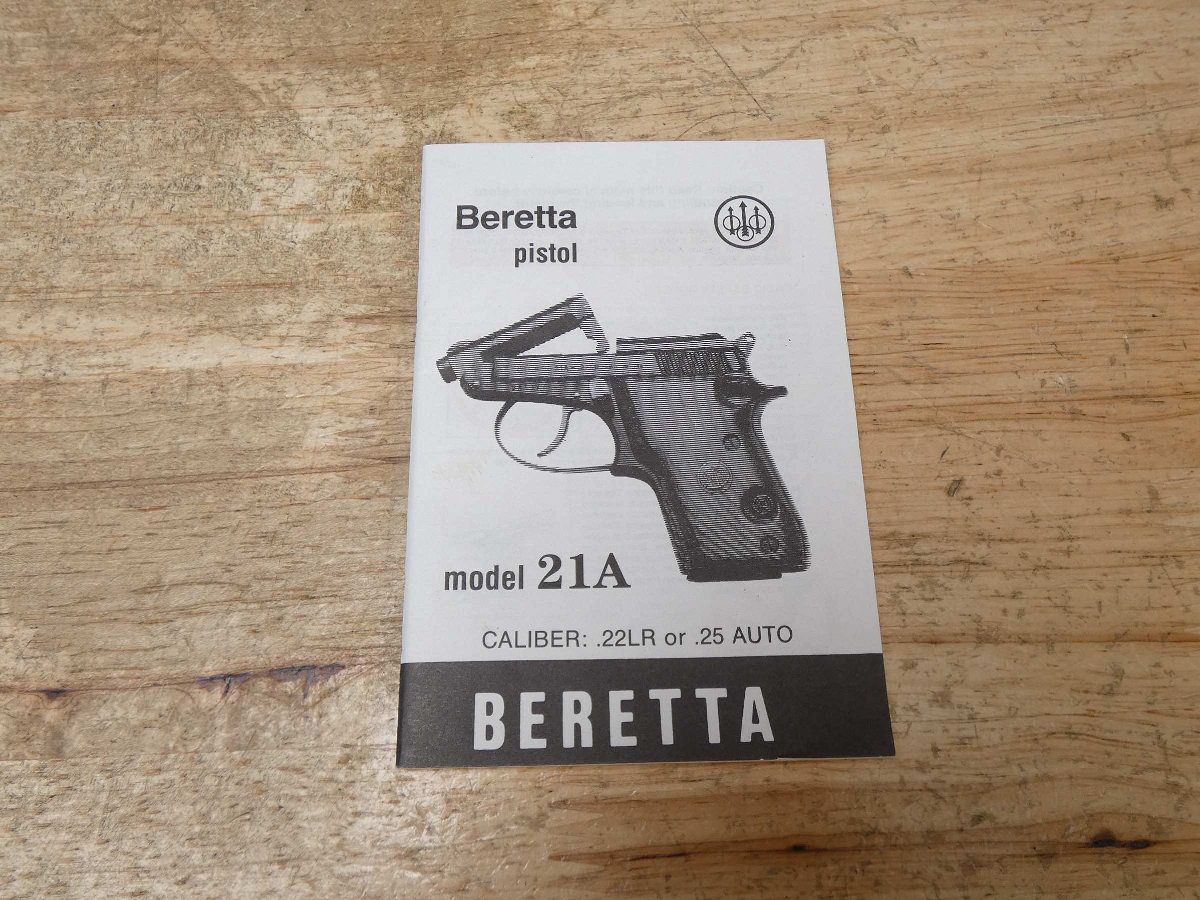 Beretta
pistol
model 21A
CALIBER: .22LR or .25 AUTO
BERETTA